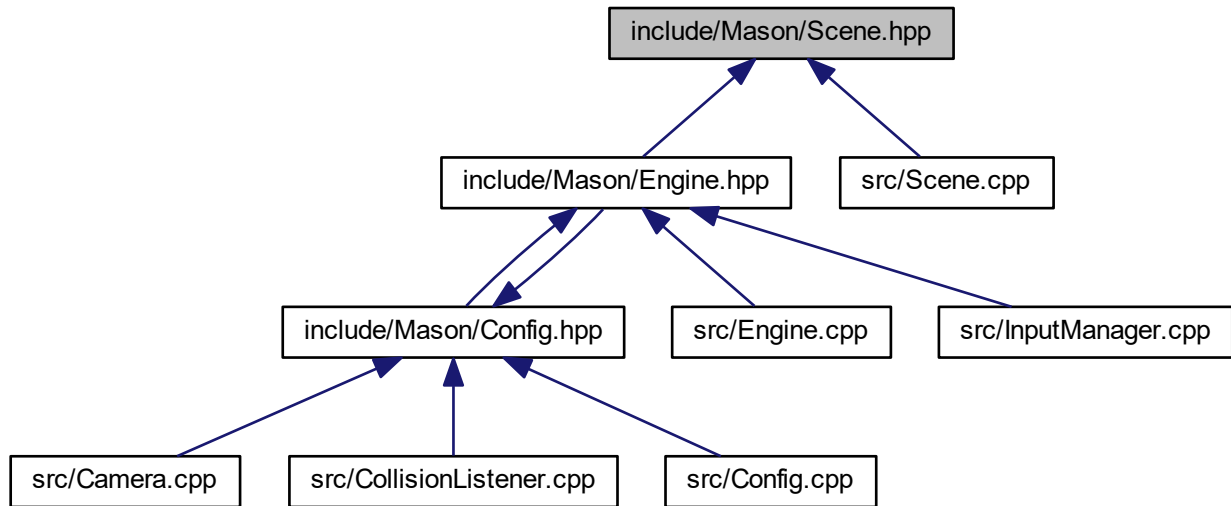 include/Mason/Scene.hpp
include/Mason/Engine.hpp
src/Scene.cpp
include/Mason/Config.hpp
src/Engine.cpp
src/InputManager.cpp
src/Camera.cpp
src/CollisionListener.cpp
src/Config.cpp